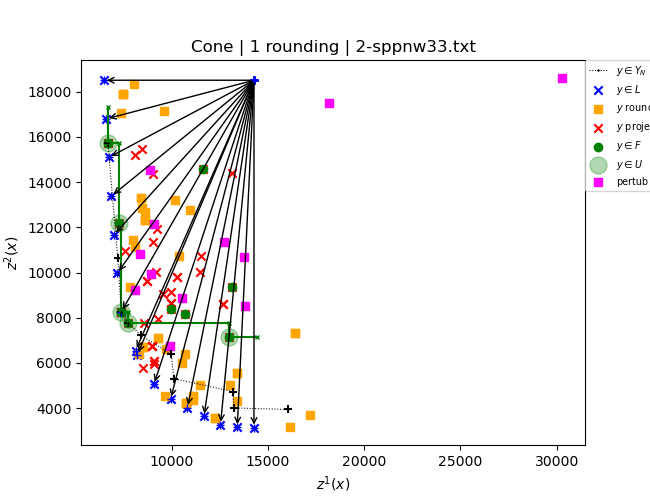 Cone | 1 rounding | 2-sppnw33.txt
z²(x)
18000
16000
14000
12000
10000
8000
6000
4000
10000
15000
20000
25000
30000
z¹(x)
y ∈ Y_N
y ∈ L
y roun
y proje
y ∈ F
y ∈ U
pertub